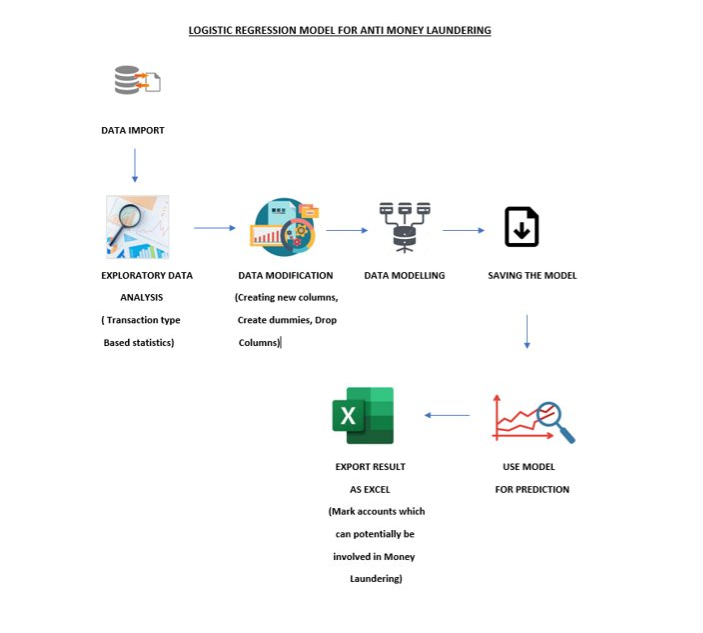 LOGISTIC REGRESSION MODEL FOR ANTI MONEY LAUNDERING
DATA IMPORT
EXPLORATORY DATA
ANALYSIS
( Transaction type
Based statistics)
DATA MODIFICATION
(Creating new columns,
Create dummies, Drop
Columns)
DATA MODELLING
SAVING THE MODEL
USE MODEL
FOR PREDICTION
X
EXPORT RESULT
AS EXCEL
(Mark accounts which
can potentially be
involved in Money
Laundering)